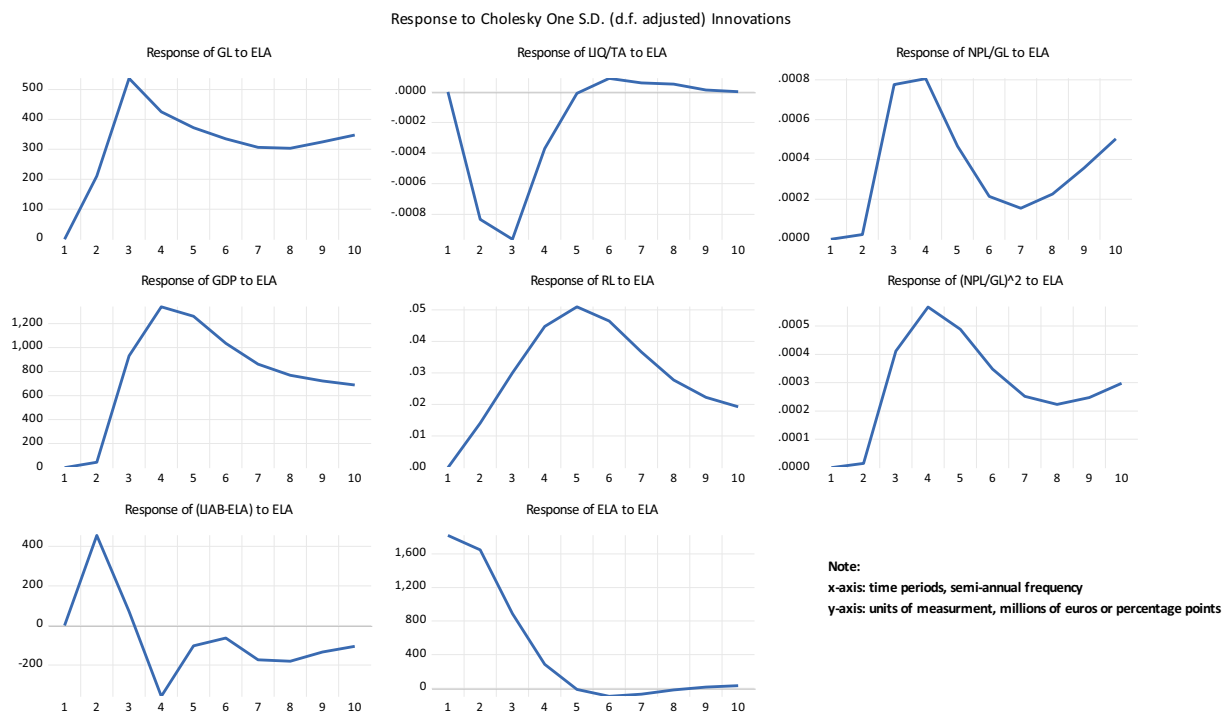 Response to Cholesky One S.D. (d.f. adjusted) Innovations
Response of GL to ELA
500
400
300
200
100
0
1 2 3 4 5 6 7 8 9 10
Response of LIQ/TA to ELA
.0000
-.0002
-.0004
-.0006
-.0008
1 2 3 4 5 6 7 8 9 10
Response of NPL/GL to ELA
.0008
.0006
.0004
.0002
.0000
1 2 3 4 5 6 7 8 9 10
Response of GDP to ELA
1,200
1,000
800
600
400
200
0
1 2 3 4 5 6 7 8 9 10
Response of RL to ELA
.05
.04
.03
.02
.01
.00
1 2 3 4 5 6 7 8 9 10
Response of (NPL/GL)^2 to ELA
.0005
.0004
.0003
.0002
.0001
.0000
1 2 3 4 5 6 7 8 9 10
Response of (LIAB-ELA) to ELA
400
200
0
-200
1 2 3 4 5 6 7 8 9 10
Response of ELA to ELA
1,600
1,200
800
400
0
1 2 3 4 5 6 7 8 9 10
Note:
x-axis: time periods, semi-annual frequency
y-axis: units of measurment, millions of euros or percentage points